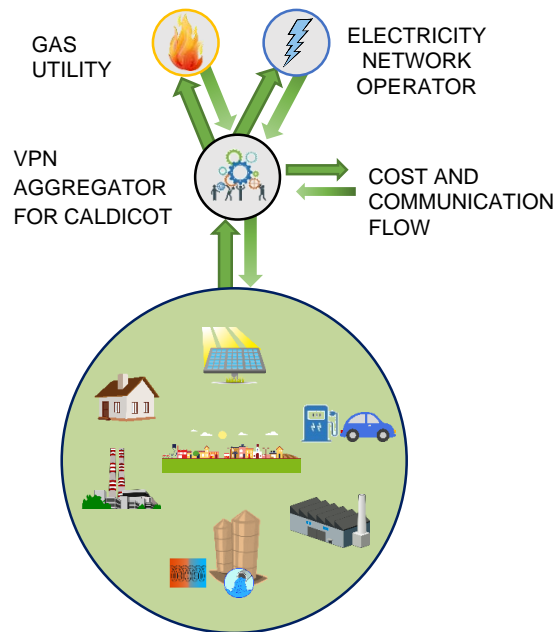 GAS
UTILITY
ELECTRICITY
NETWORK
OPERATOR
VPN
AGGREGATOR
FOR CALDICOT
COST AND
COMMUNICATION
FLOW